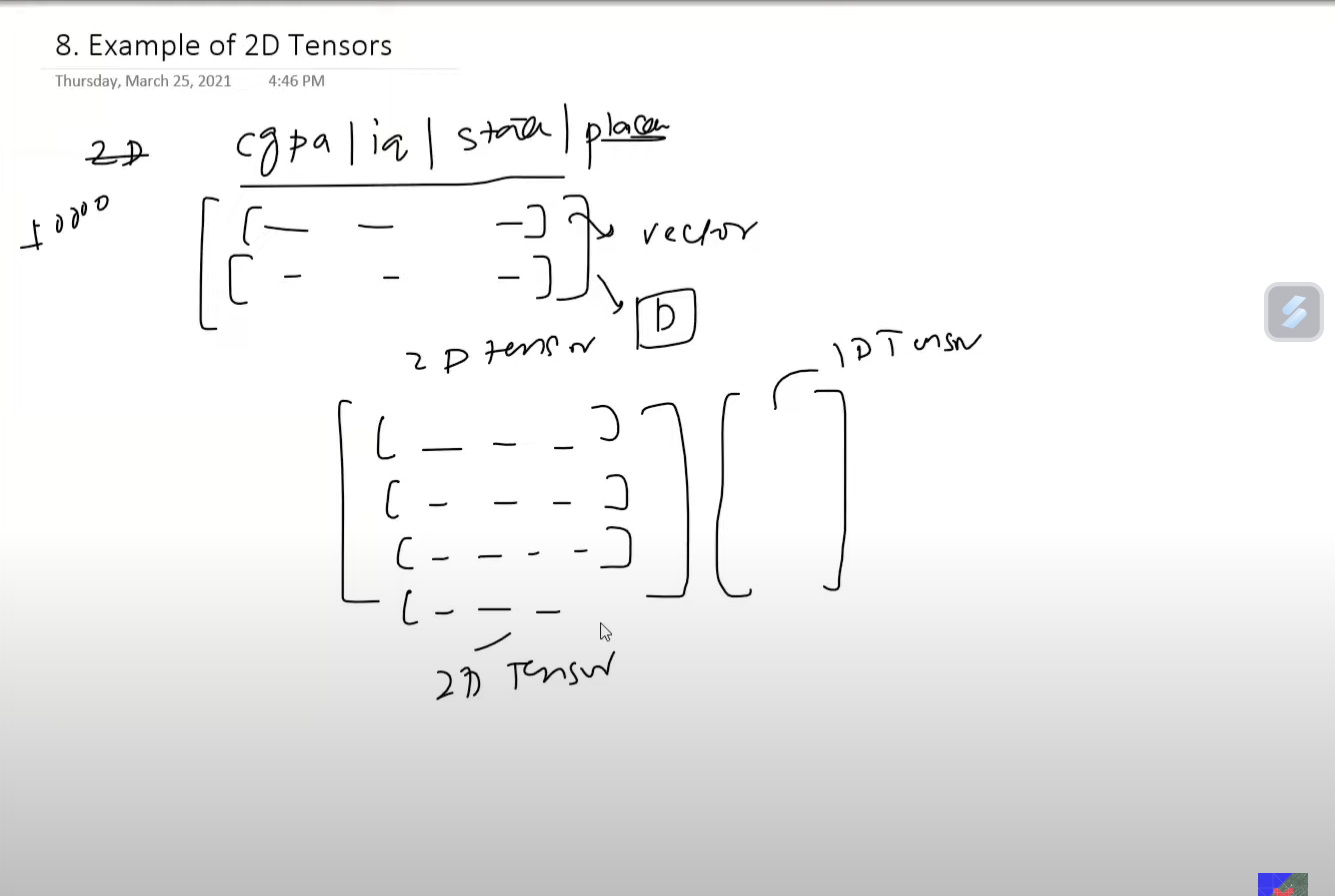 8. Example of 2D Tensors
Thursday, March 25, 2021 4:46 PM
2D cgpa | iq | state | placem
10000
vector
D
2D tensor
1D Tensor
2D Tensor